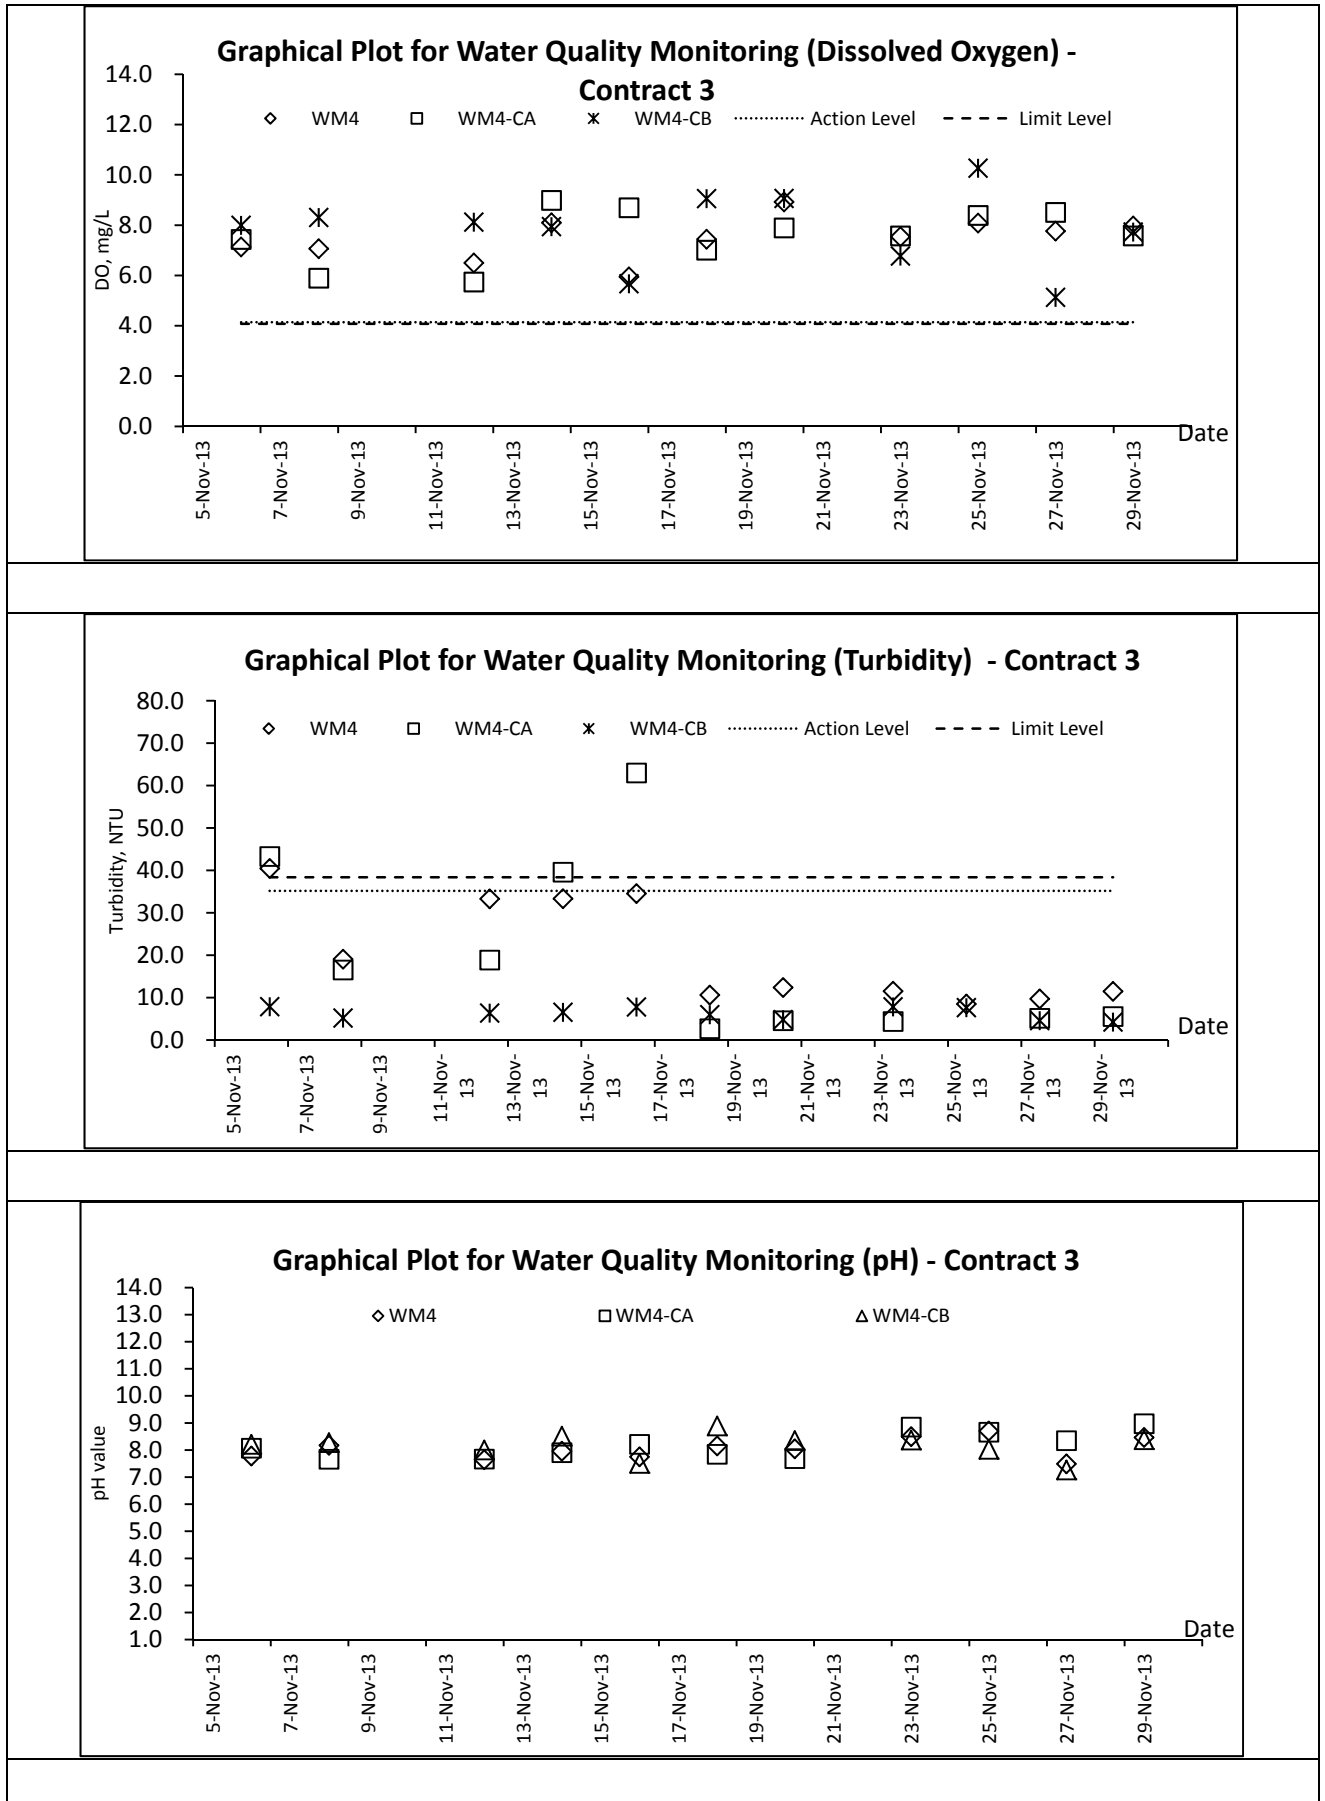 Graphical Plot for Water Quality Monitoring (Dissolved Oxygen) -
Contract 3
WM4 WM4-CA WM4-CB Action Level Limit Level
14.0
12.0
10.0
8.0
6.0
4.0
2.0
0.0
DO, mg/L
Date
5-Nov-13
7-Nov-13
9-Nov-13
11-Nov-13
13-Nov-13
15-Nov-13
17-Nov-13
19-Nov-13
21-Nov-13
23-Nov-13
25-Nov-13
27-Nov-13
29-Nov-13
Graphical Plot for Water Quality Monitoring (Turbidity) - Contract 3
WM4 WM4-CA WM4-CB Action Level Limit Level
80.0
70.0
60.0
50.0
40.0
30.0
20.0
10.0
0.0
Turbidity, NTU
Date
5-Nov-13
7-Nov-13
9-Nov-13
11-Nov-
13
13-Nov-
13
15-Nov-
13
17-Nov-
13
19-Nov-
13
21-Nov-
13
23-Nov-
13
25-Nov-
13
27-Nov-
13
29-Nov-
13
Graphical Plot for Water Quality Monitoring (pH) - Contract 3
WM4 WM4-CA WM4-CB
14.0
13.0
12.0
11.0
10.0
9.0
8.0
7.0
6.0
5.0
4.0
3.0
2.0
1.0
pH value
Date
5-Nov-13
7-Nov-13
9-Nov-13
11-Nov-13
13-Nov-13
15-Nov-13
17-Nov-13
19-Nov-13
21-Nov-13
23-Nov-13
25-Nov-13
27-Nov-13
29-Nov-13